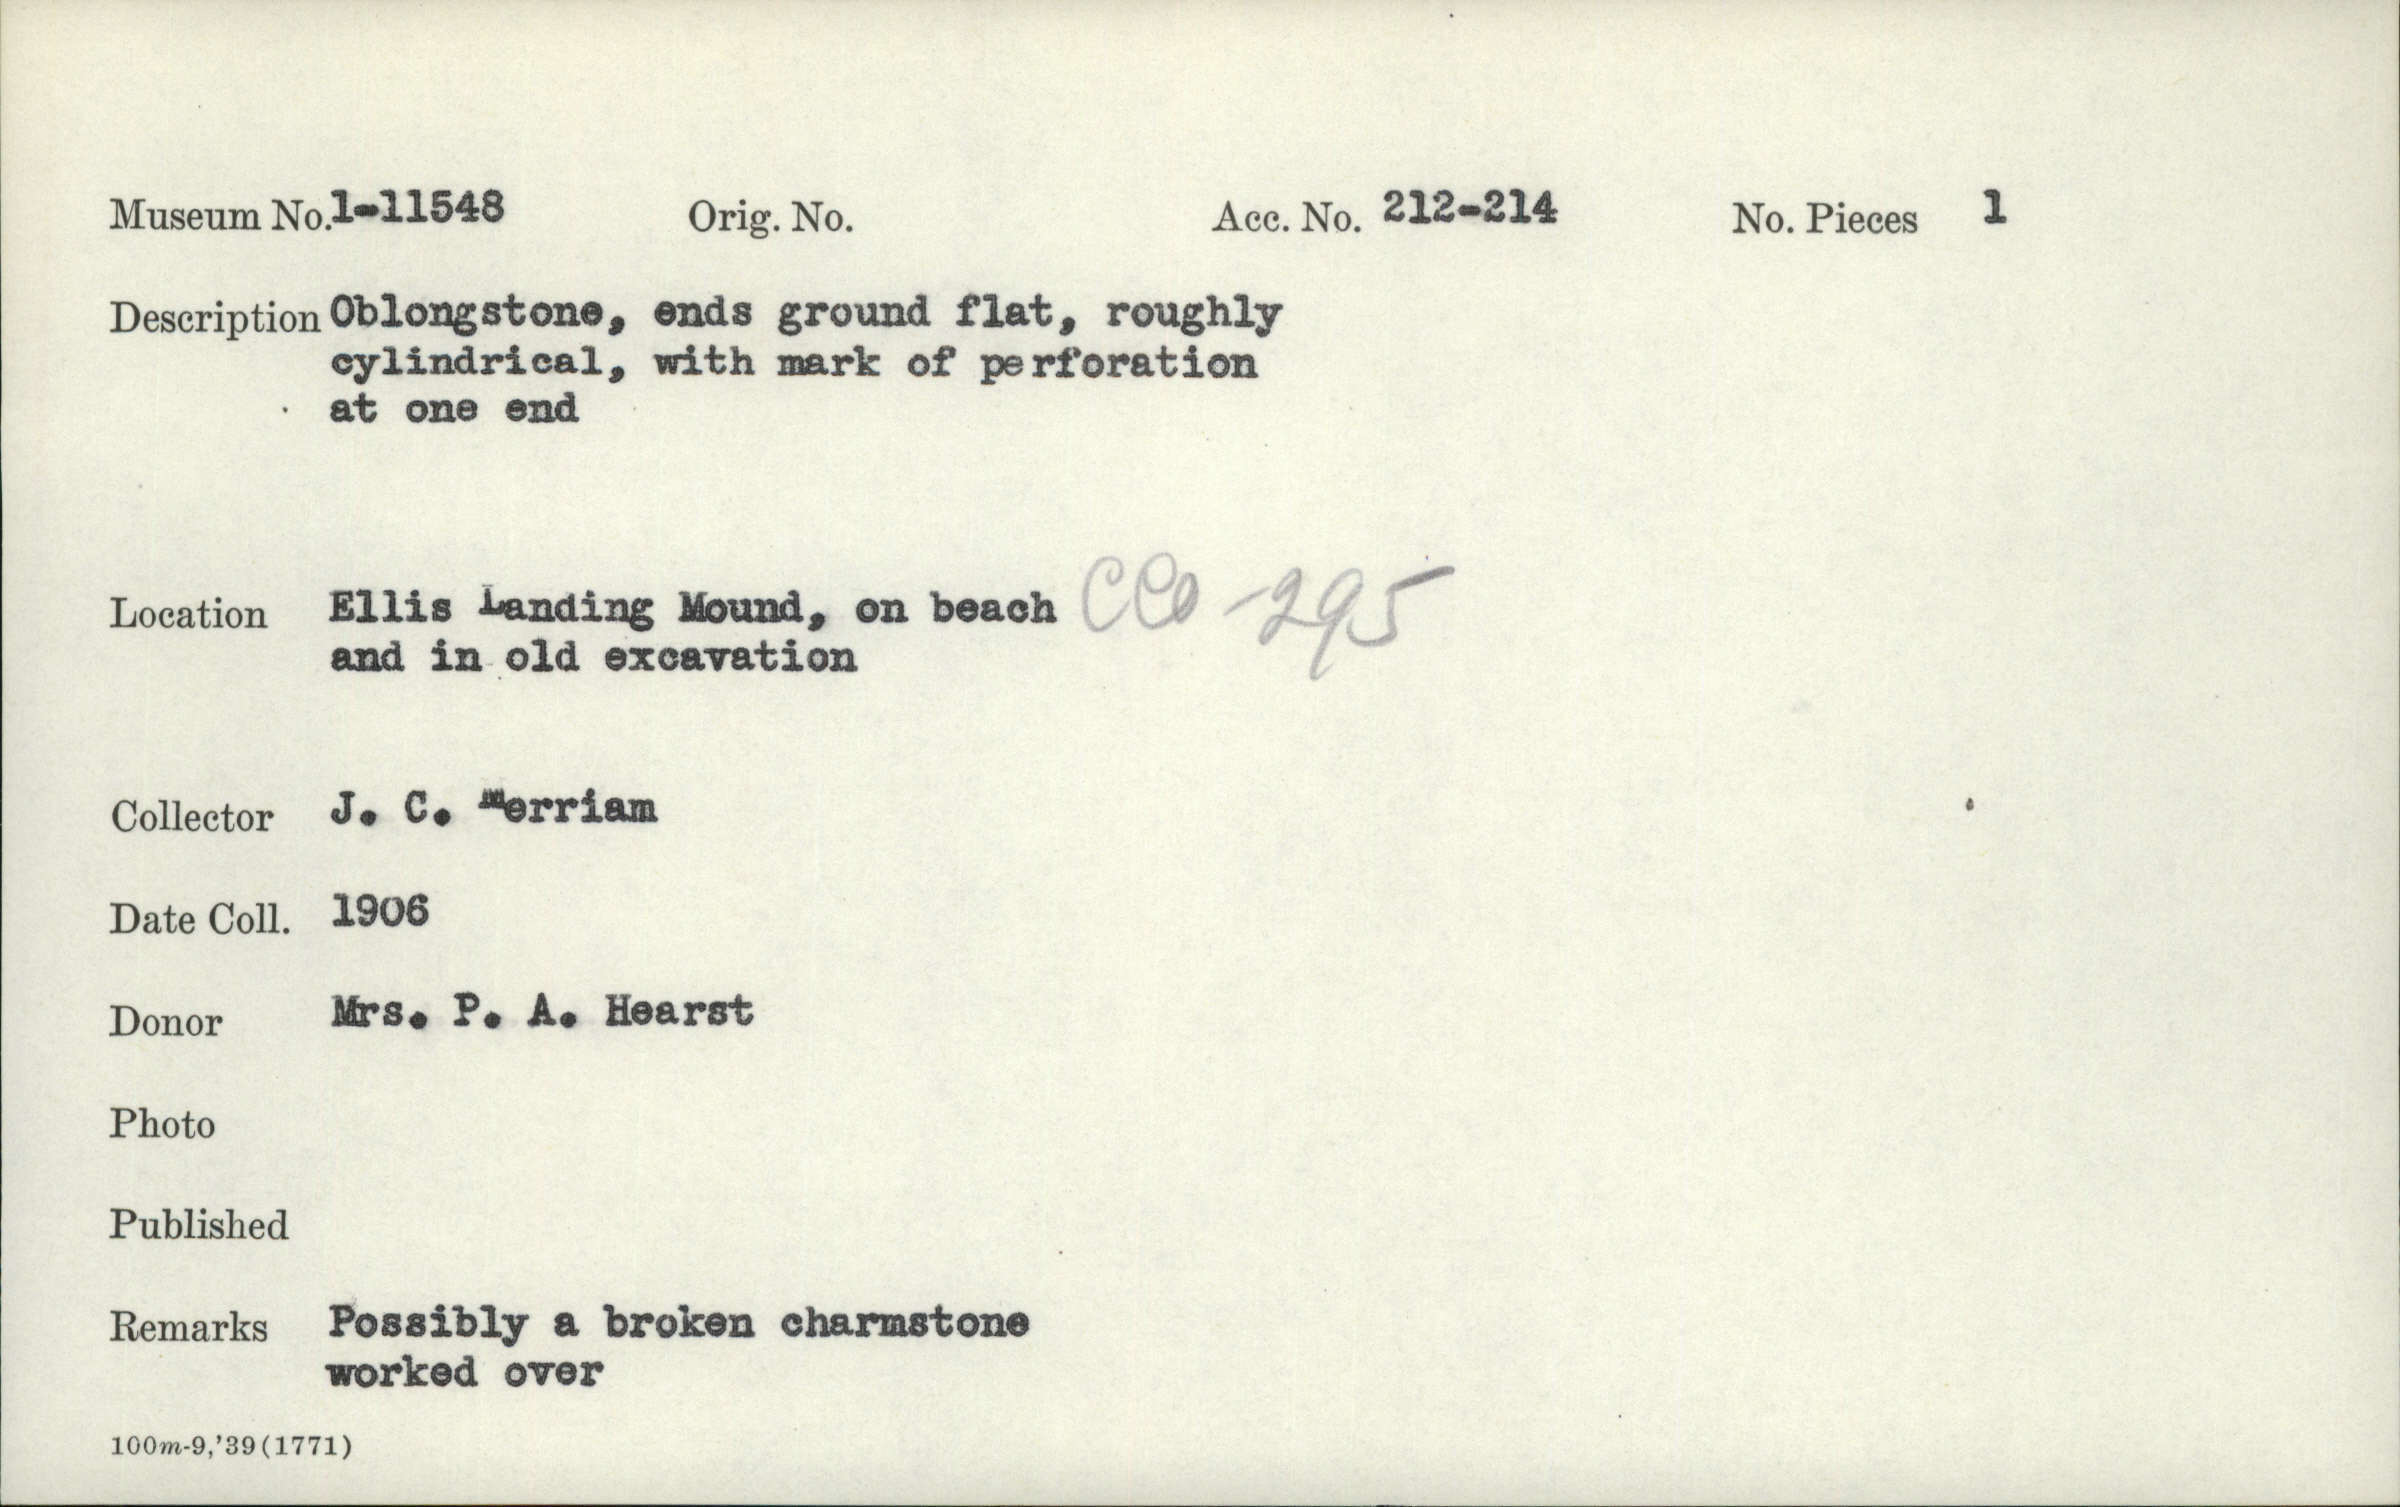 Museum No. 1-11548 Orig. No. Acc. No. 212-214 No. Pieces 1
Description Oblongstone, ends ground flat, roughly
cylindrical, with mark of perforation
at one end
Location Ellis Landing Mound, on beach CCo-295
and in old excavation
Collector J. C. merriam
Date Coll. 1906
Donor Mrs. P. A. Hearst
Photo
Published
Remarks Possibly a broken charmstone
worked over
100m-9,'39(1771)